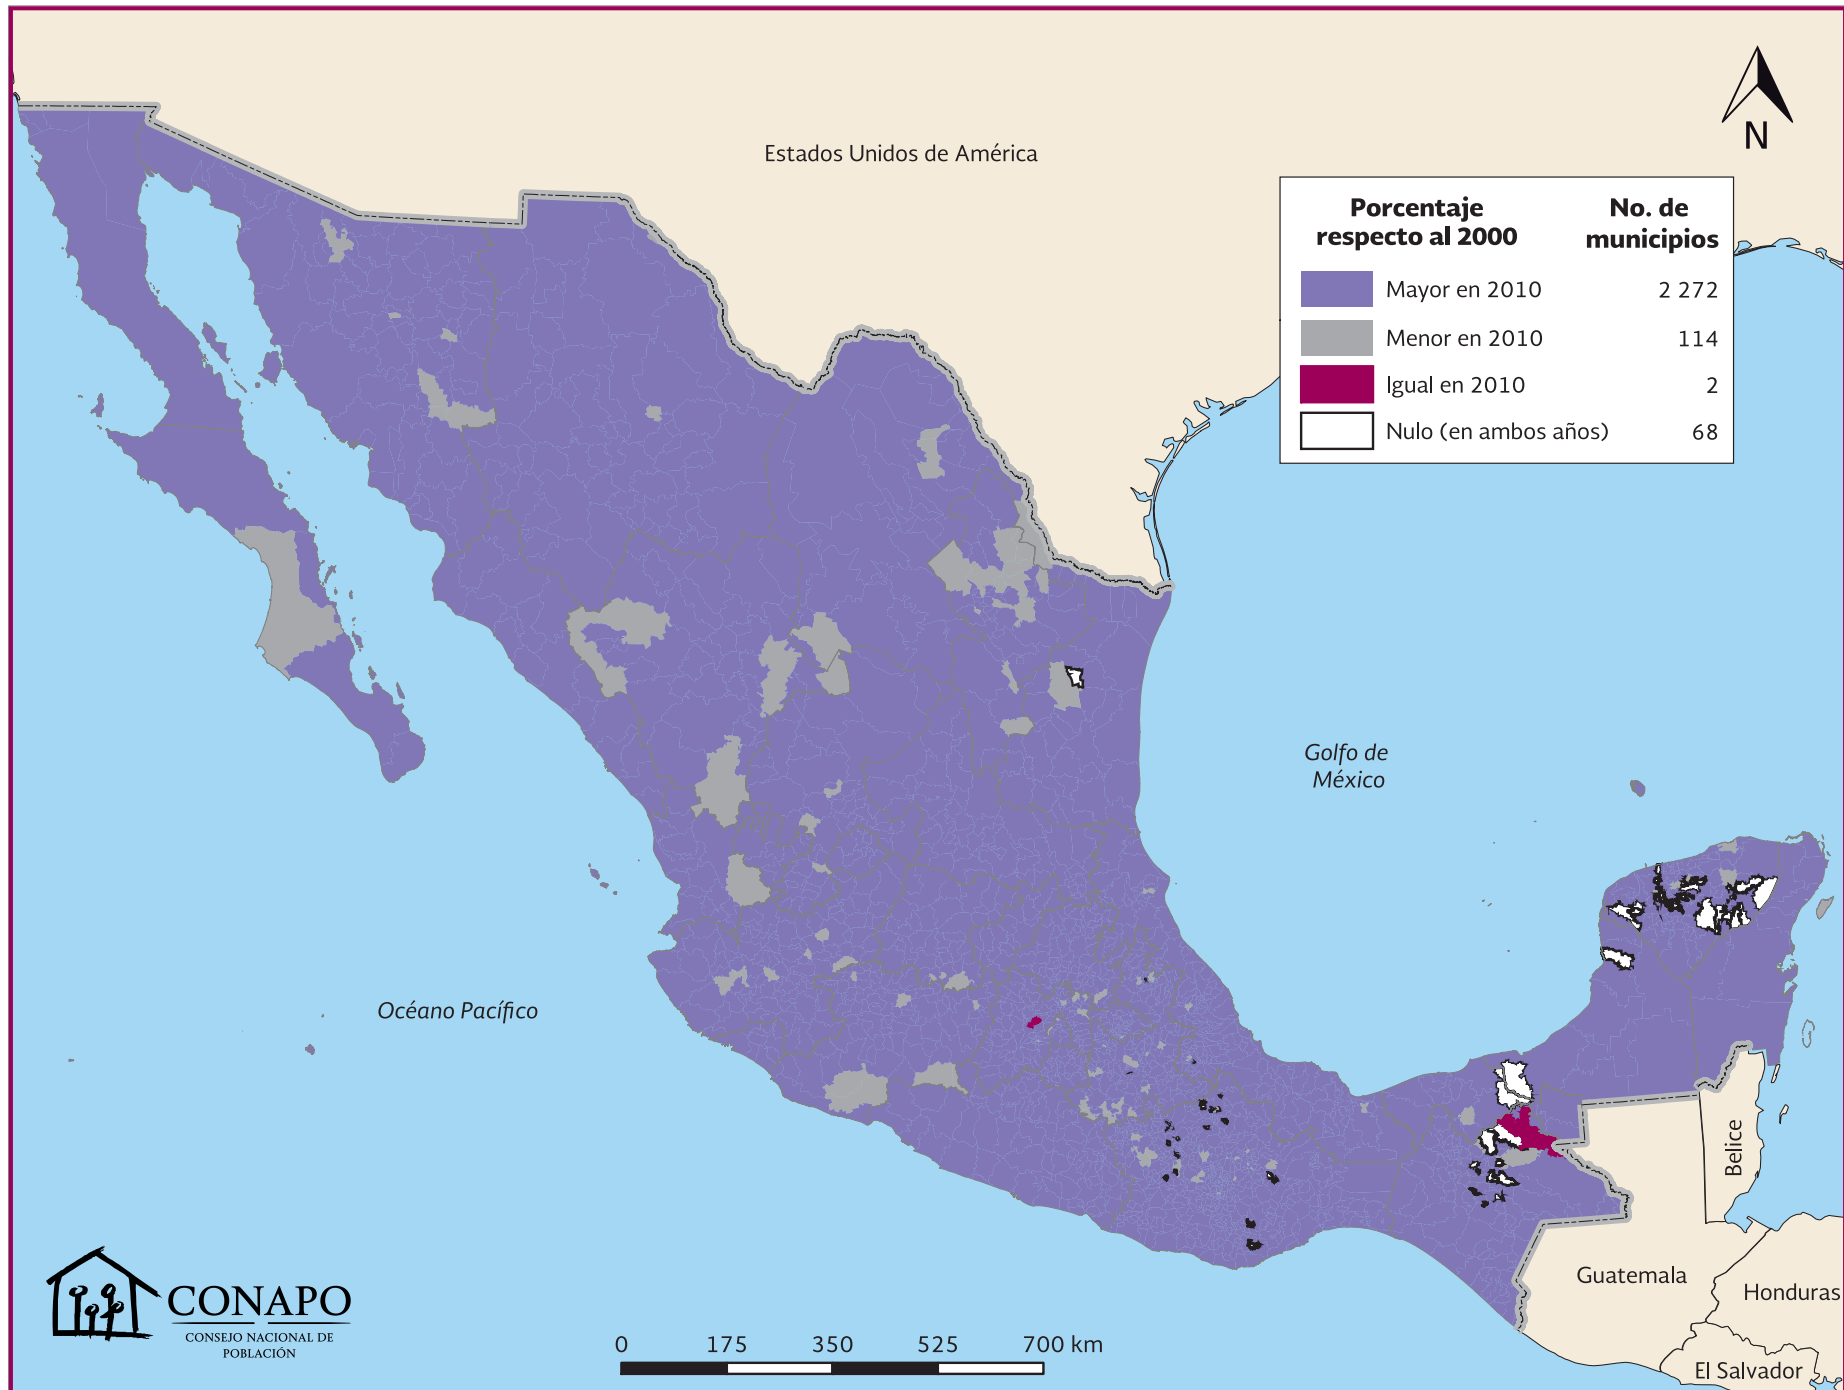 Estados Unidos de América
N
Porcentaje respecto al 2000
No. de municipios
Mayor en 2010 2 272
Menor en 2010 114
Igual en 2010 2
Nulo (en ambos años) 68
Golfo de
México
Océano Pacífico
Belice
Guatemala
Honduras
El Salvador
CONAPO
CONSEJO NACIONAL DE
POBLACIÓN
0 175 350 525 700 km